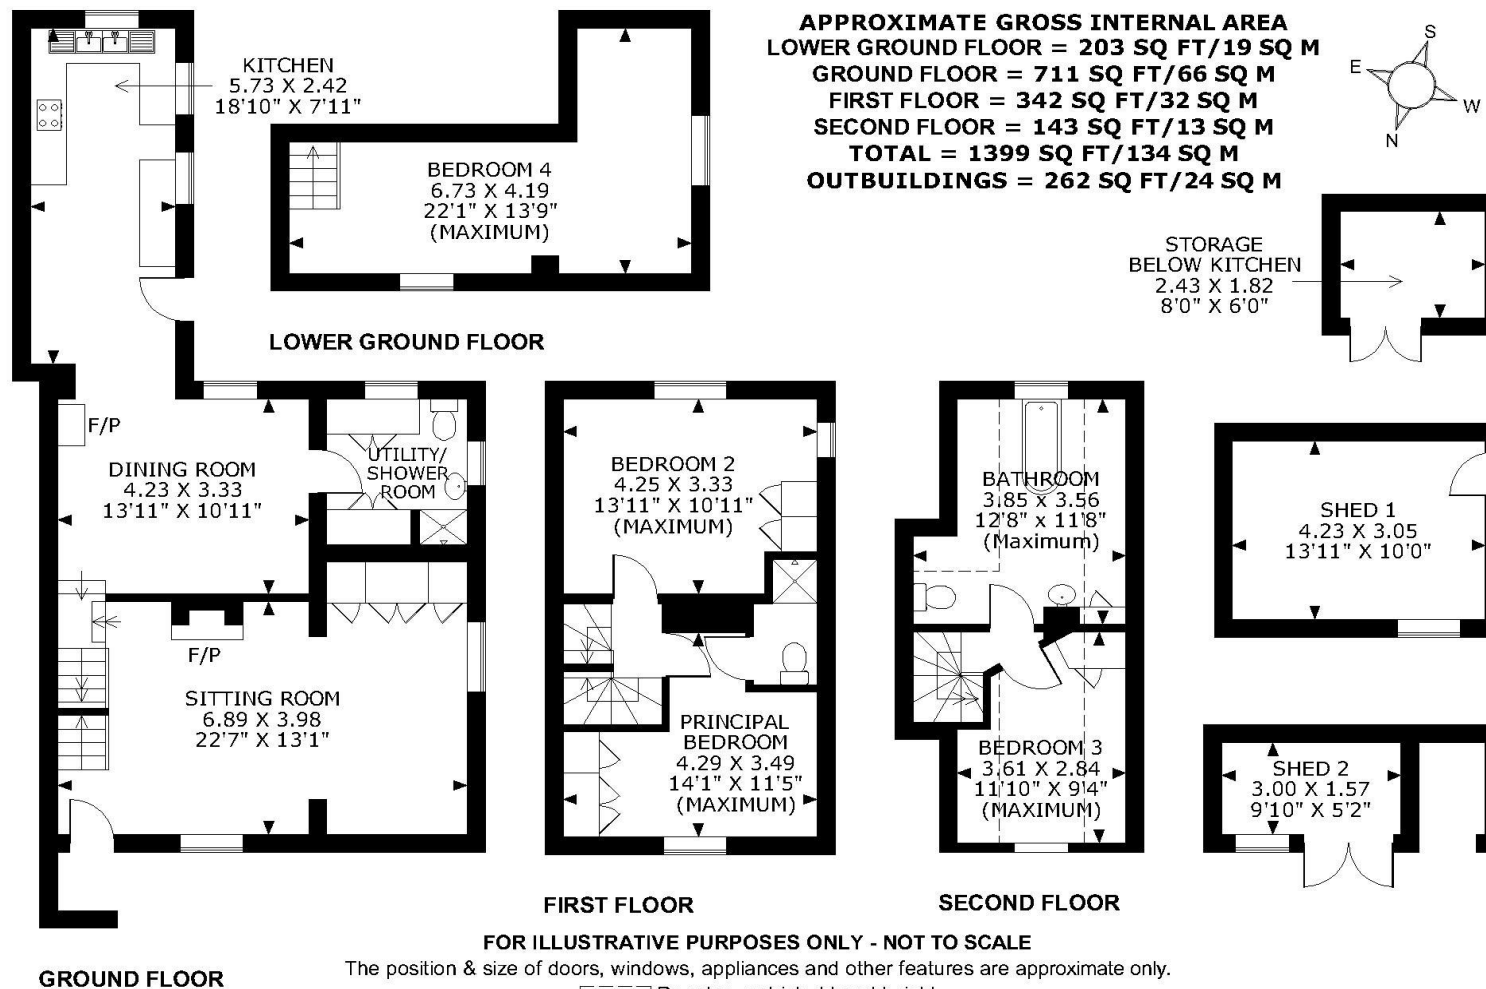 APPROXIMATE GROSS INTERNAL AREA
LOWER GROUND FLOOR = 203 SQ FT/19 SQ M
GROUND FLOOR = 711 SQ FT/66 SQ M
FIRST FLOOR = 342 SQ FT/32 SQ M
SECOND FLOOR = 143 SQ FT/13 SQ M
TOTAL = 1399 SQ FT/134 SQ M
OUTBUILDINGS = 262 SQ FT/24 SQ M
S
E
W
N
KITCHEN
5.73 X 2.42
18'10" X 7'11"
BEDROOM 4
6.73 X 4.19
22'1" X 13'9"
(MAXIMUM)
LOWER GROUND FLOOR
STORAGE
BELOW KITCHEN
2.43 X 1.82
8'0" X 6'0"
F/P
DINING ROOM
4.23 X 3.33
13'11" X 10'11"
UTILITY/
SHOWER
ROOM
F/P
SITTING ROOM
6.89 X 3.98
22'7" X 13'1"
GROUND FLOOR
BEDROOM 2
4.25 X 3.33
13'11" X 10'11"
(MAXIMUM)
PRINCIPAL
BEDROOM
4.29 X 3.49
14'1" X 11'5"
(MAXIMUM)
FIRST FLOOR
BATHROOM
3.85 x 3.56
12'8" x 11'8"
(Maximum)
BEDROOM 3
3.61 X 2.84
11'10" X 9'4"
(MAXIMUM)
SECOND FLOOR
SHED 1
4.23 X 3.05
13'11" X 10'0"
SHED 2
3.00 X 1.57
9'10" X 5'2"
FOR ILLUSTRATIVE PURPOSES ONLY - NOT TO SCALE
The position & size of doors, windows, appliances and other features are approximate only.